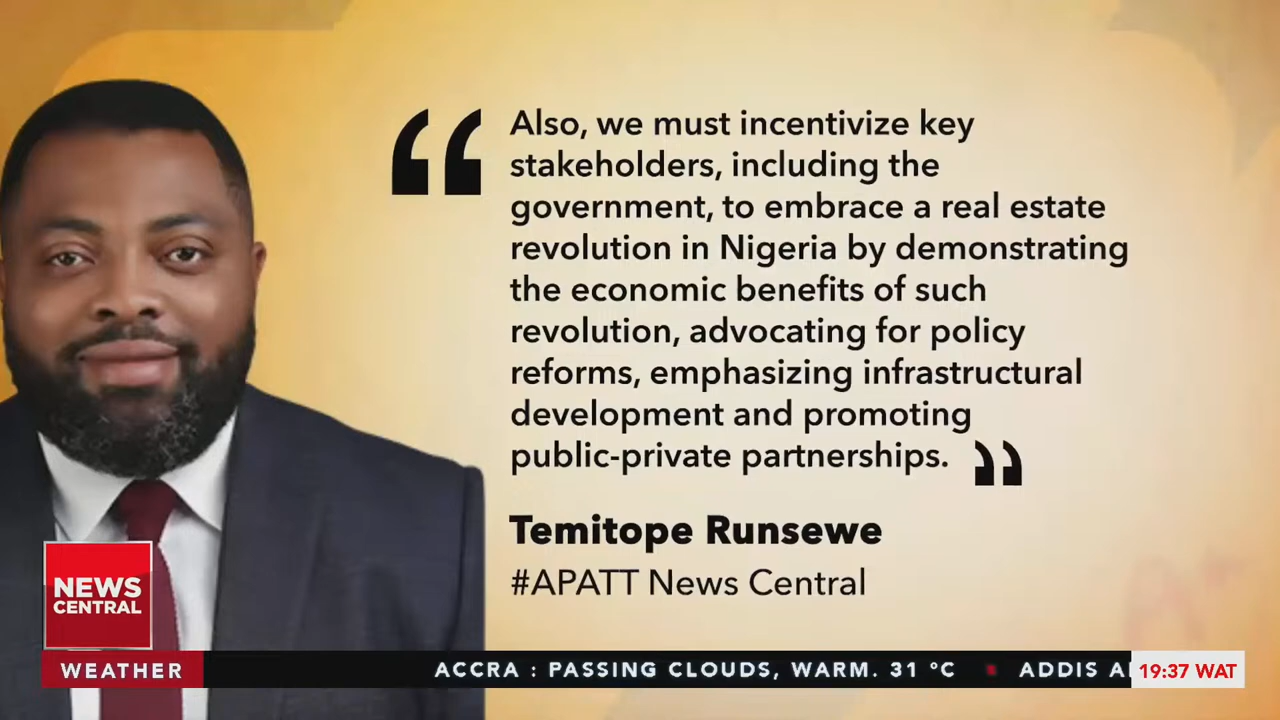 Also, we must incentivize key
stakeholders, including the
government, to embrace a real estate
revolution in Nigeria by demonstrating
the economic benefits of such
revolution, advocating for policy
reforms, emphasizing infrastructural
development and promoting
public-private partnerships.
Temitope Runsewe
#APATT News Central
NEWS
CENTRAL
WEATHER
ACCRA : PASSING CLOUDS, WARM. 31 °C ▪ ADDIS A
19:37 WAT